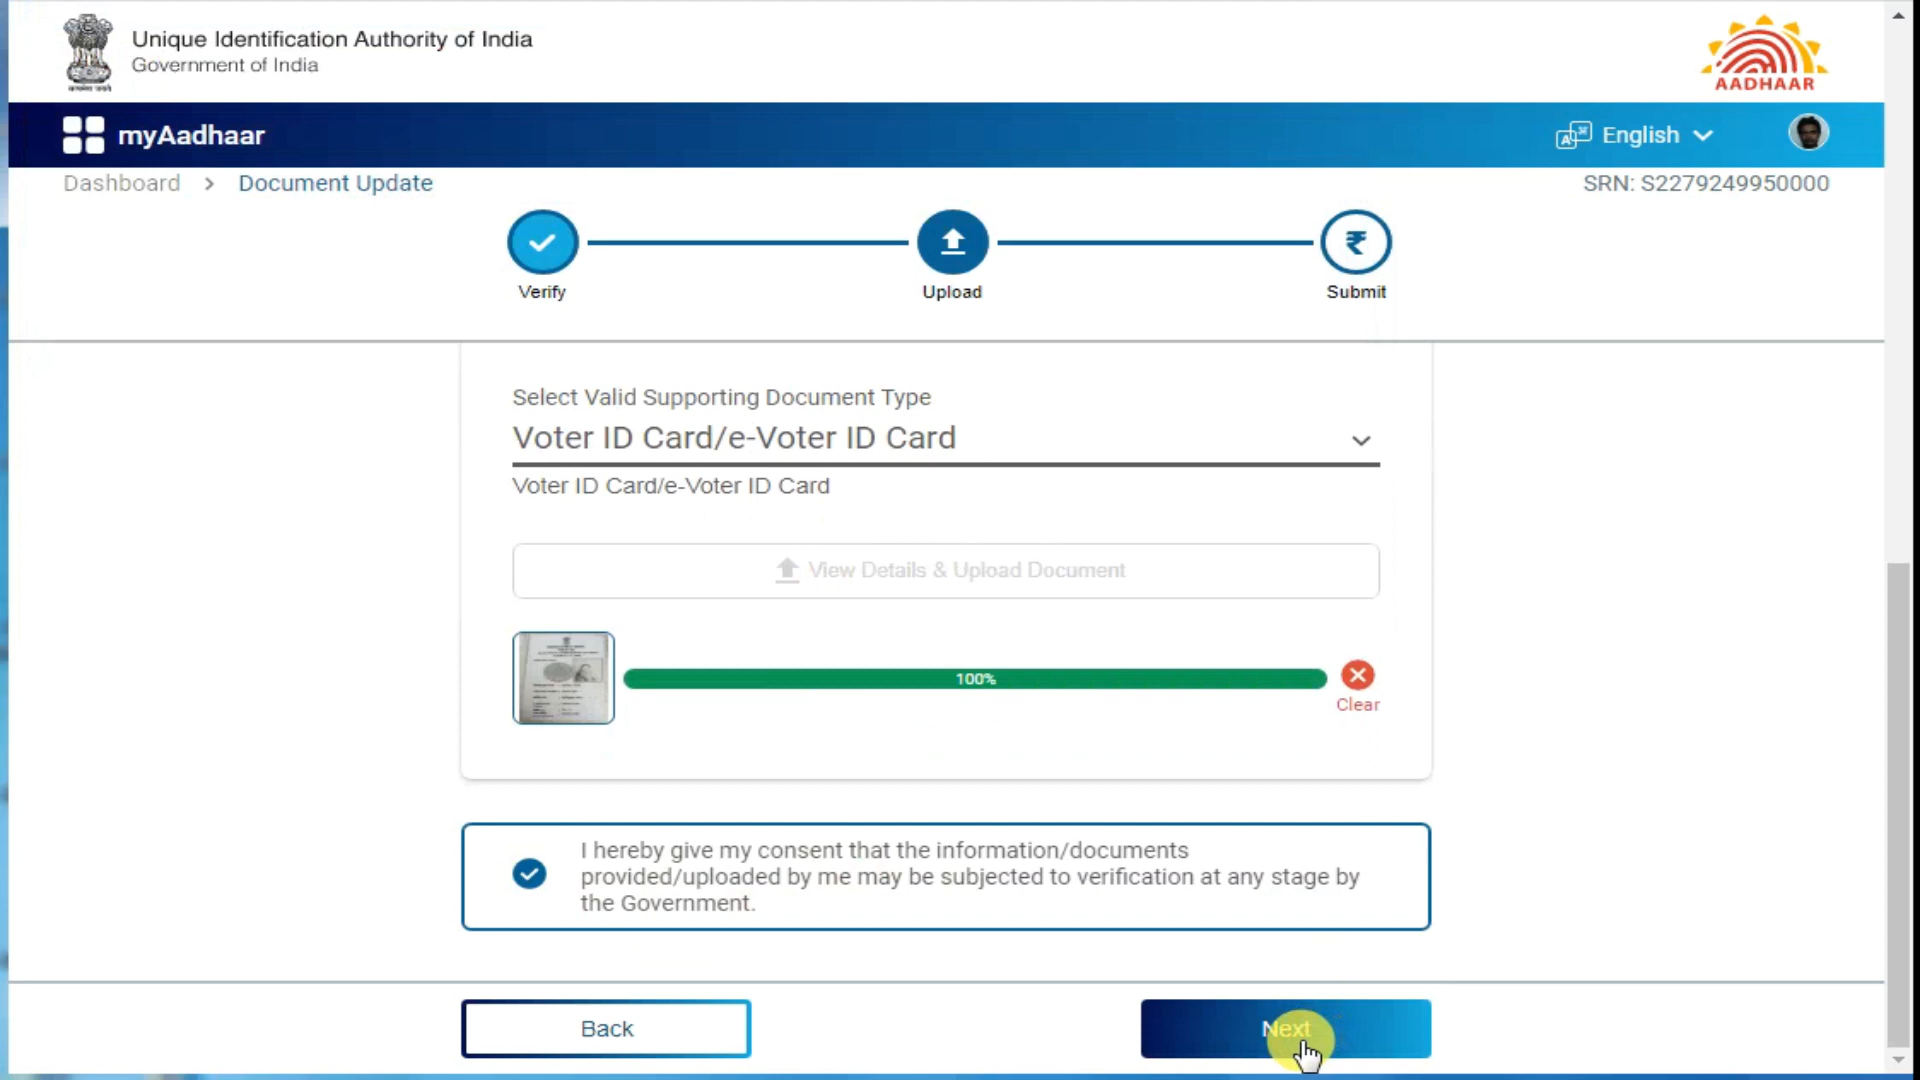 Unique Identification Authority of India
Government of India
AADHAAR
myAadhaar
English
Dashboard > Document Update
SRN: S2279249950000
Verify
Upload
Submit
Select Valid Supporting Document Type
Voter ID Card/e-Voter ID Card
Voter ID Card/e-Voter ID Card
View Details & Upload Document
100%
Clear
I hereby give my consent that the information/documents
provided/uploaded by me may be subjected to verification at any stage by
the Government.
Back
Next